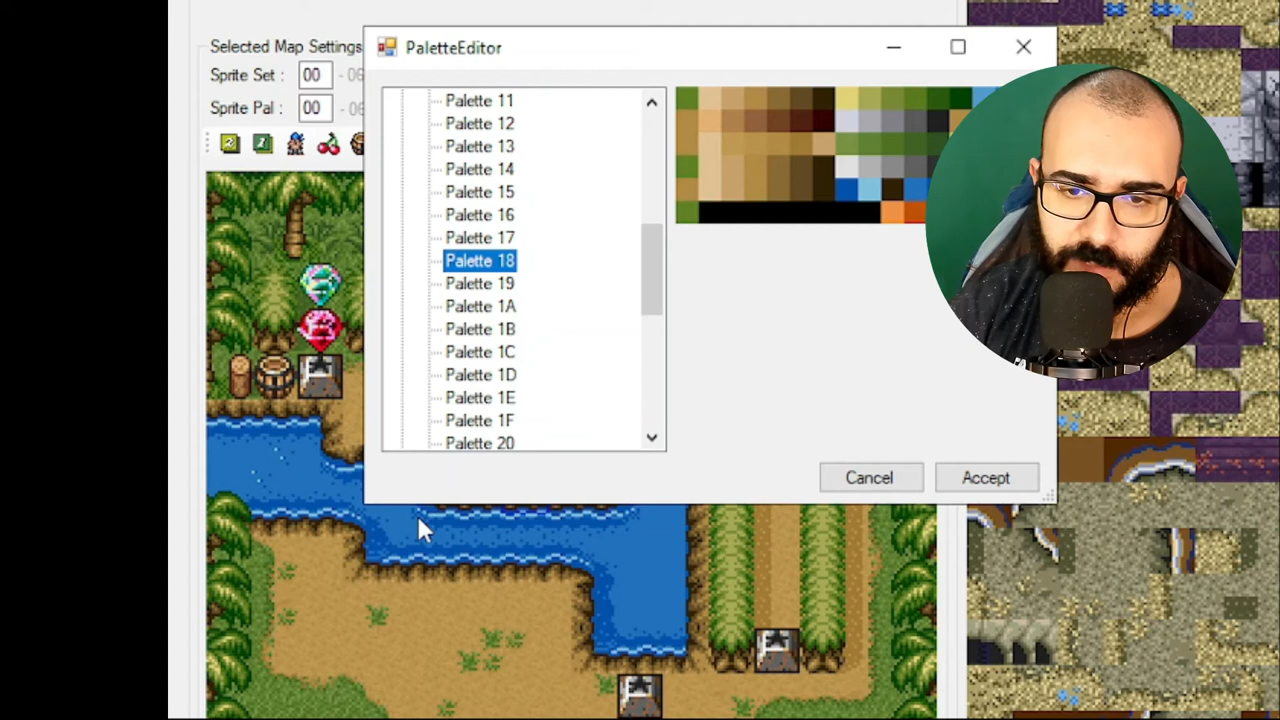 PaletteEditor
Selected Map Settings
Sprite Set : 00 - 06
Sprite Pal : 00 - 06
Palette 11
Palette 12
Palette 13
Palette 14
Palette 15
Palette 16
Palette 17
Palette 18
Palette 19
Palette 1A
Palette 1B
Palette 1C
Palette 1D
Palette 1E
Palette 1F
Palette 20
Cancel Accept